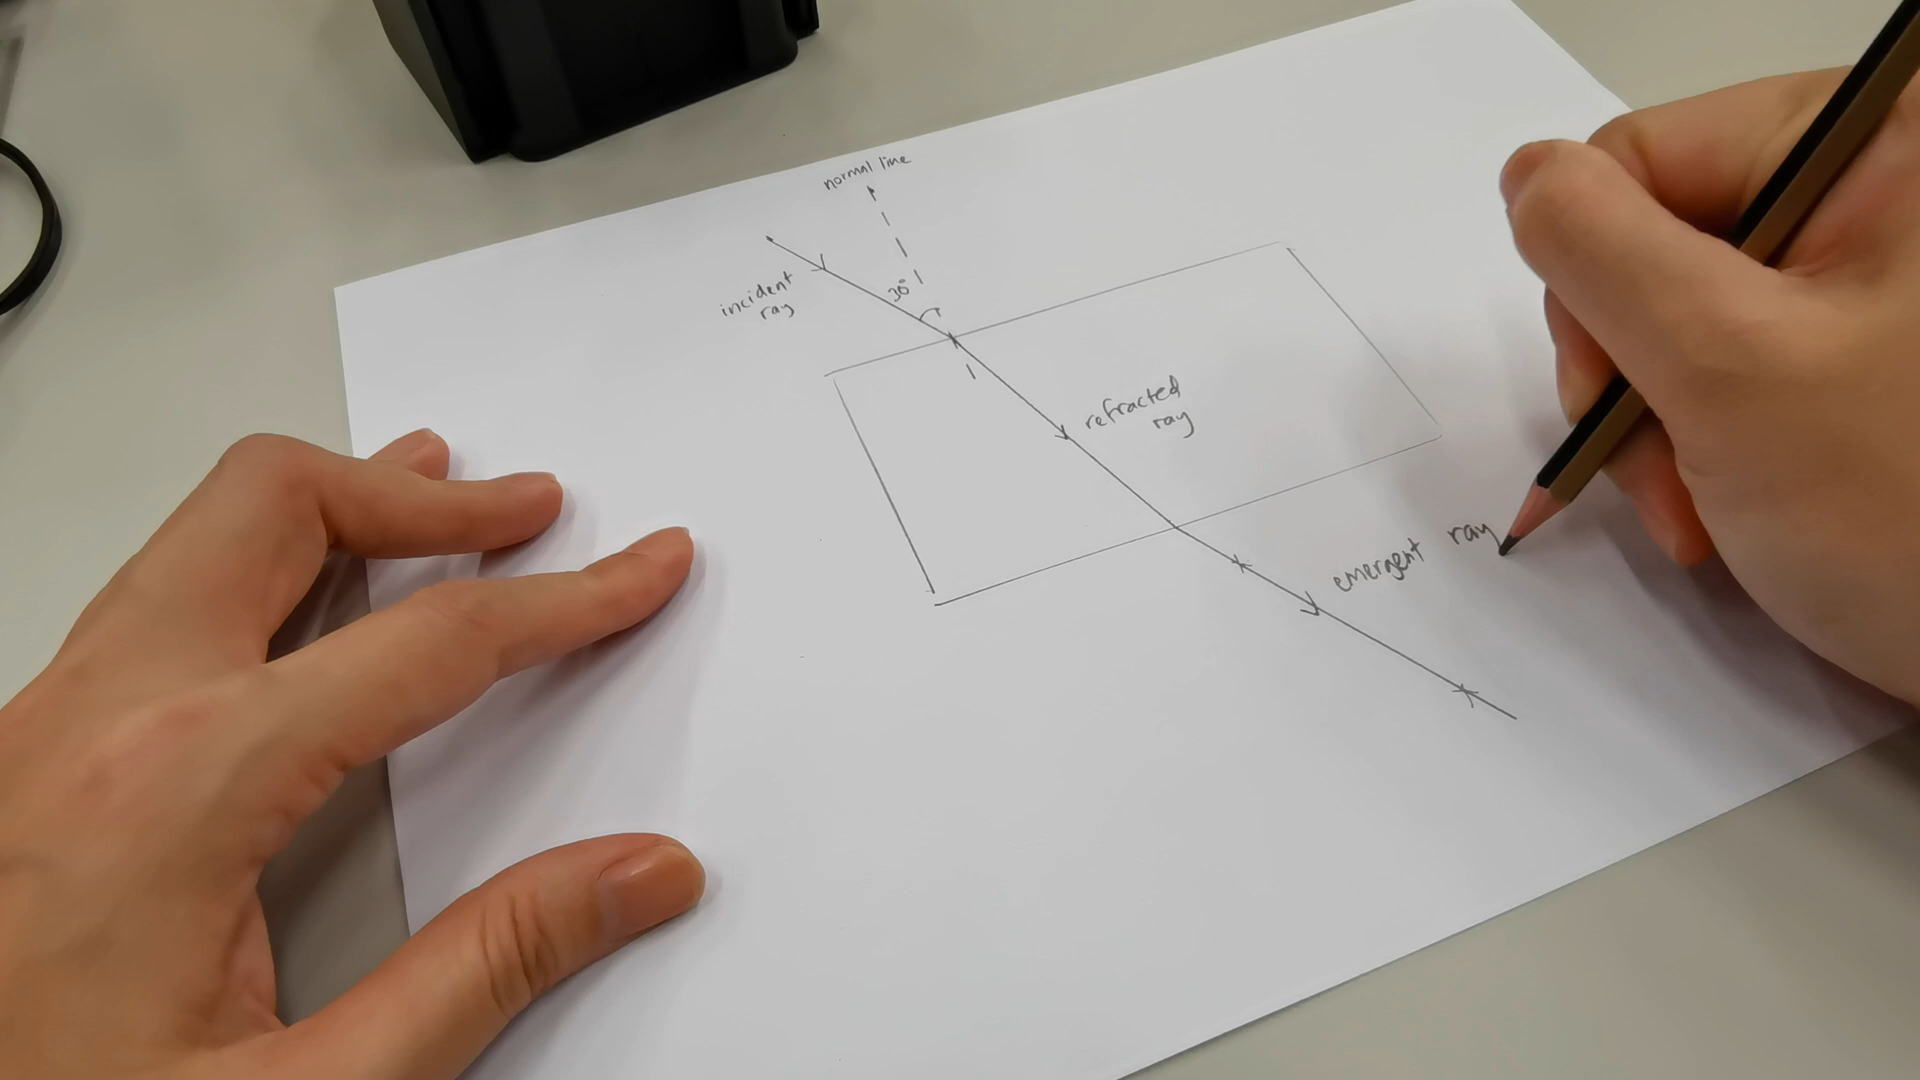 normal line
incident
ray
30°
refracted
ray
emergent ray